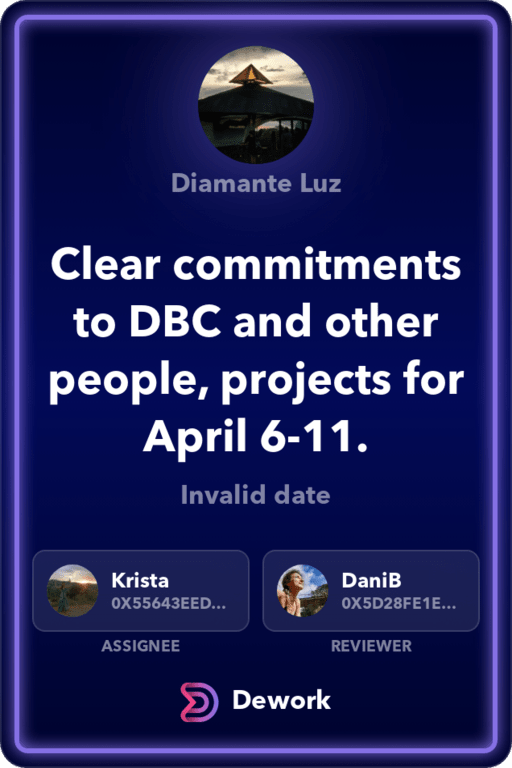 Diamante Luz
Clear commitments
to DBC and other
people, projects for
April 6-11.
Invalid date
Krista
0X55643EED...
ASSIGNEE
DaniB
0X5D28FE1E...
REVIEWER
Dework